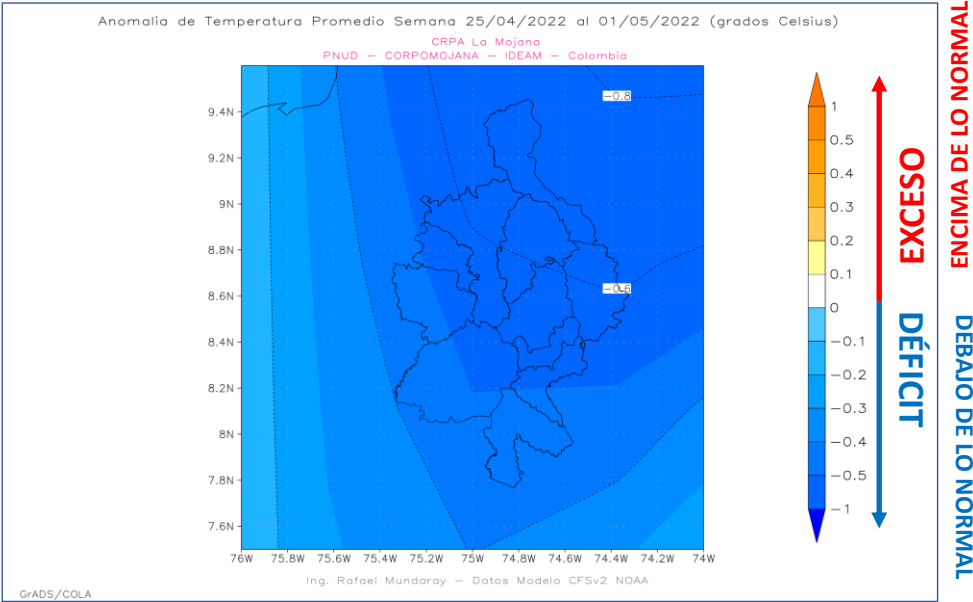 Anomalia de Temperatura Promedio Semana 25/04/2022 al 01/05/2022 (grados Celsius)
CRPA La Mojana
PNUD – CORPOMOJANA – IDEAM – Colombia
9.4N
9.2N
9N
8.8N
8.6N
8.4N
8.2N
8N
7.8N
7.6N
76W 75.8W 75.6W 75.4W 75.2W 75W 74.8W 74.6W 74.4W 74.2W 74W
−0.8
−0.6
1
0.5
0.4
0.3
0.2
0.1
0
−0.1
−0.2
−0.3
−0.4
−0.5
−1
EXCESO
DÉFICIT
ENCIMA DE LO NORMAL
DEBAJO DE LO NORMAL
Ing. Rafael Mundaray – Datos Modelo CFSv2 NOAA
GrADS/COLA